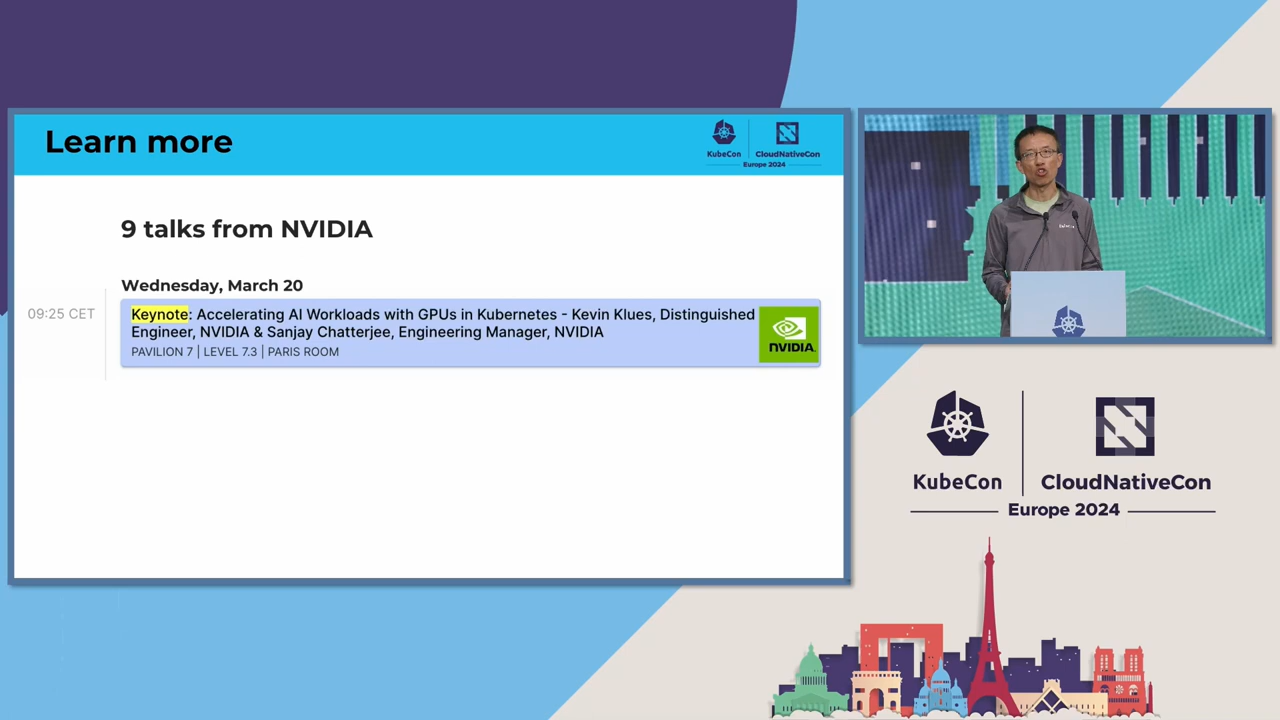 Learn more
KubeCon
CloudNativeCon
Europe 2024
9 talks from NVIDIA
Wednesday, March 20
09:25 CET
Keynote: Accelerating AI Workloads with GPUs in Kubernetes - Kevin Klues, Distinguished
Engineer, NVIDIA & Sanjay Chatterjee, Engineering Manager, NVIDIA
PAVILION 7 | LEVEL 7.3 | PARIS ROOM
NVIDIA.
KubeCon
CloudNativeCon
Europe 2024